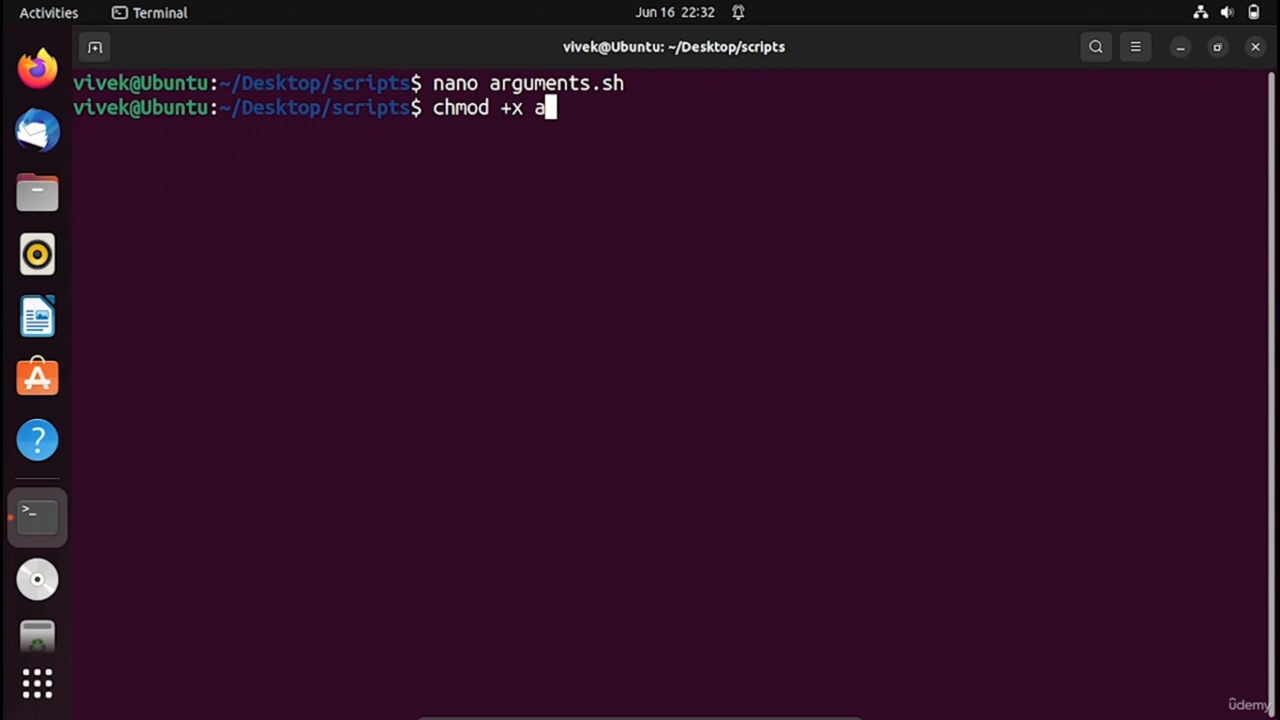 Activities
Terminal
Jun 16 22:32
vivek@Ubuntu: ~/Desktop/scripts
vivek@Ubuntu:~/Desktop/scripts$ nano arguments.sh
vivek@Ubuntu:~/Desktop/scripts$ chmod +x a
?
>_
udemy